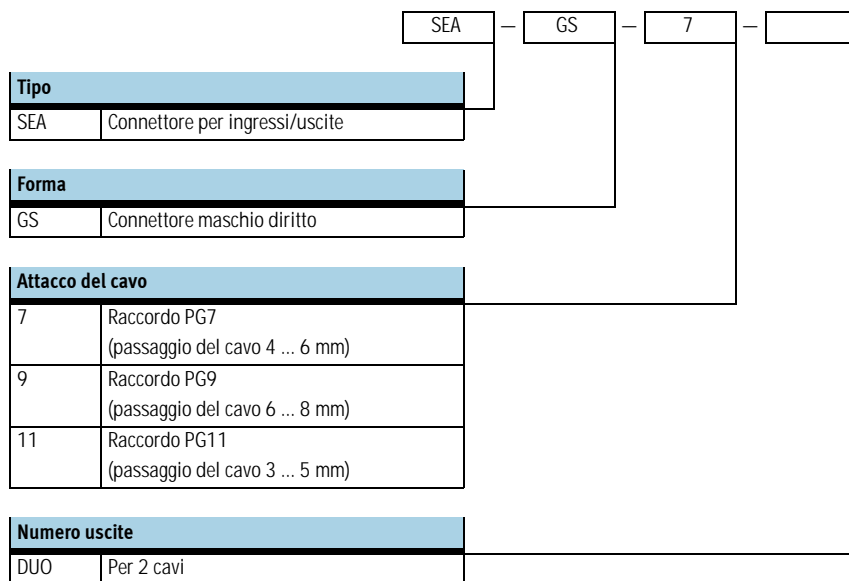 SEA — GS — 7 —
Tipo
SEA Connettore per ingressi/uscite
Forma
GS Connettore maschio diritto
Attacco del cavo
7 Raccordo PG7
(passaggio del cavo 4 ... 6 mm)
9 Raccordo PG9
(passaggio del cavo 6 ... 8 mm)
11 Raccordo PG11
(passaggio del cavo 3 ... 5 mm)
Numero uscite
DUO Per 2 cavi